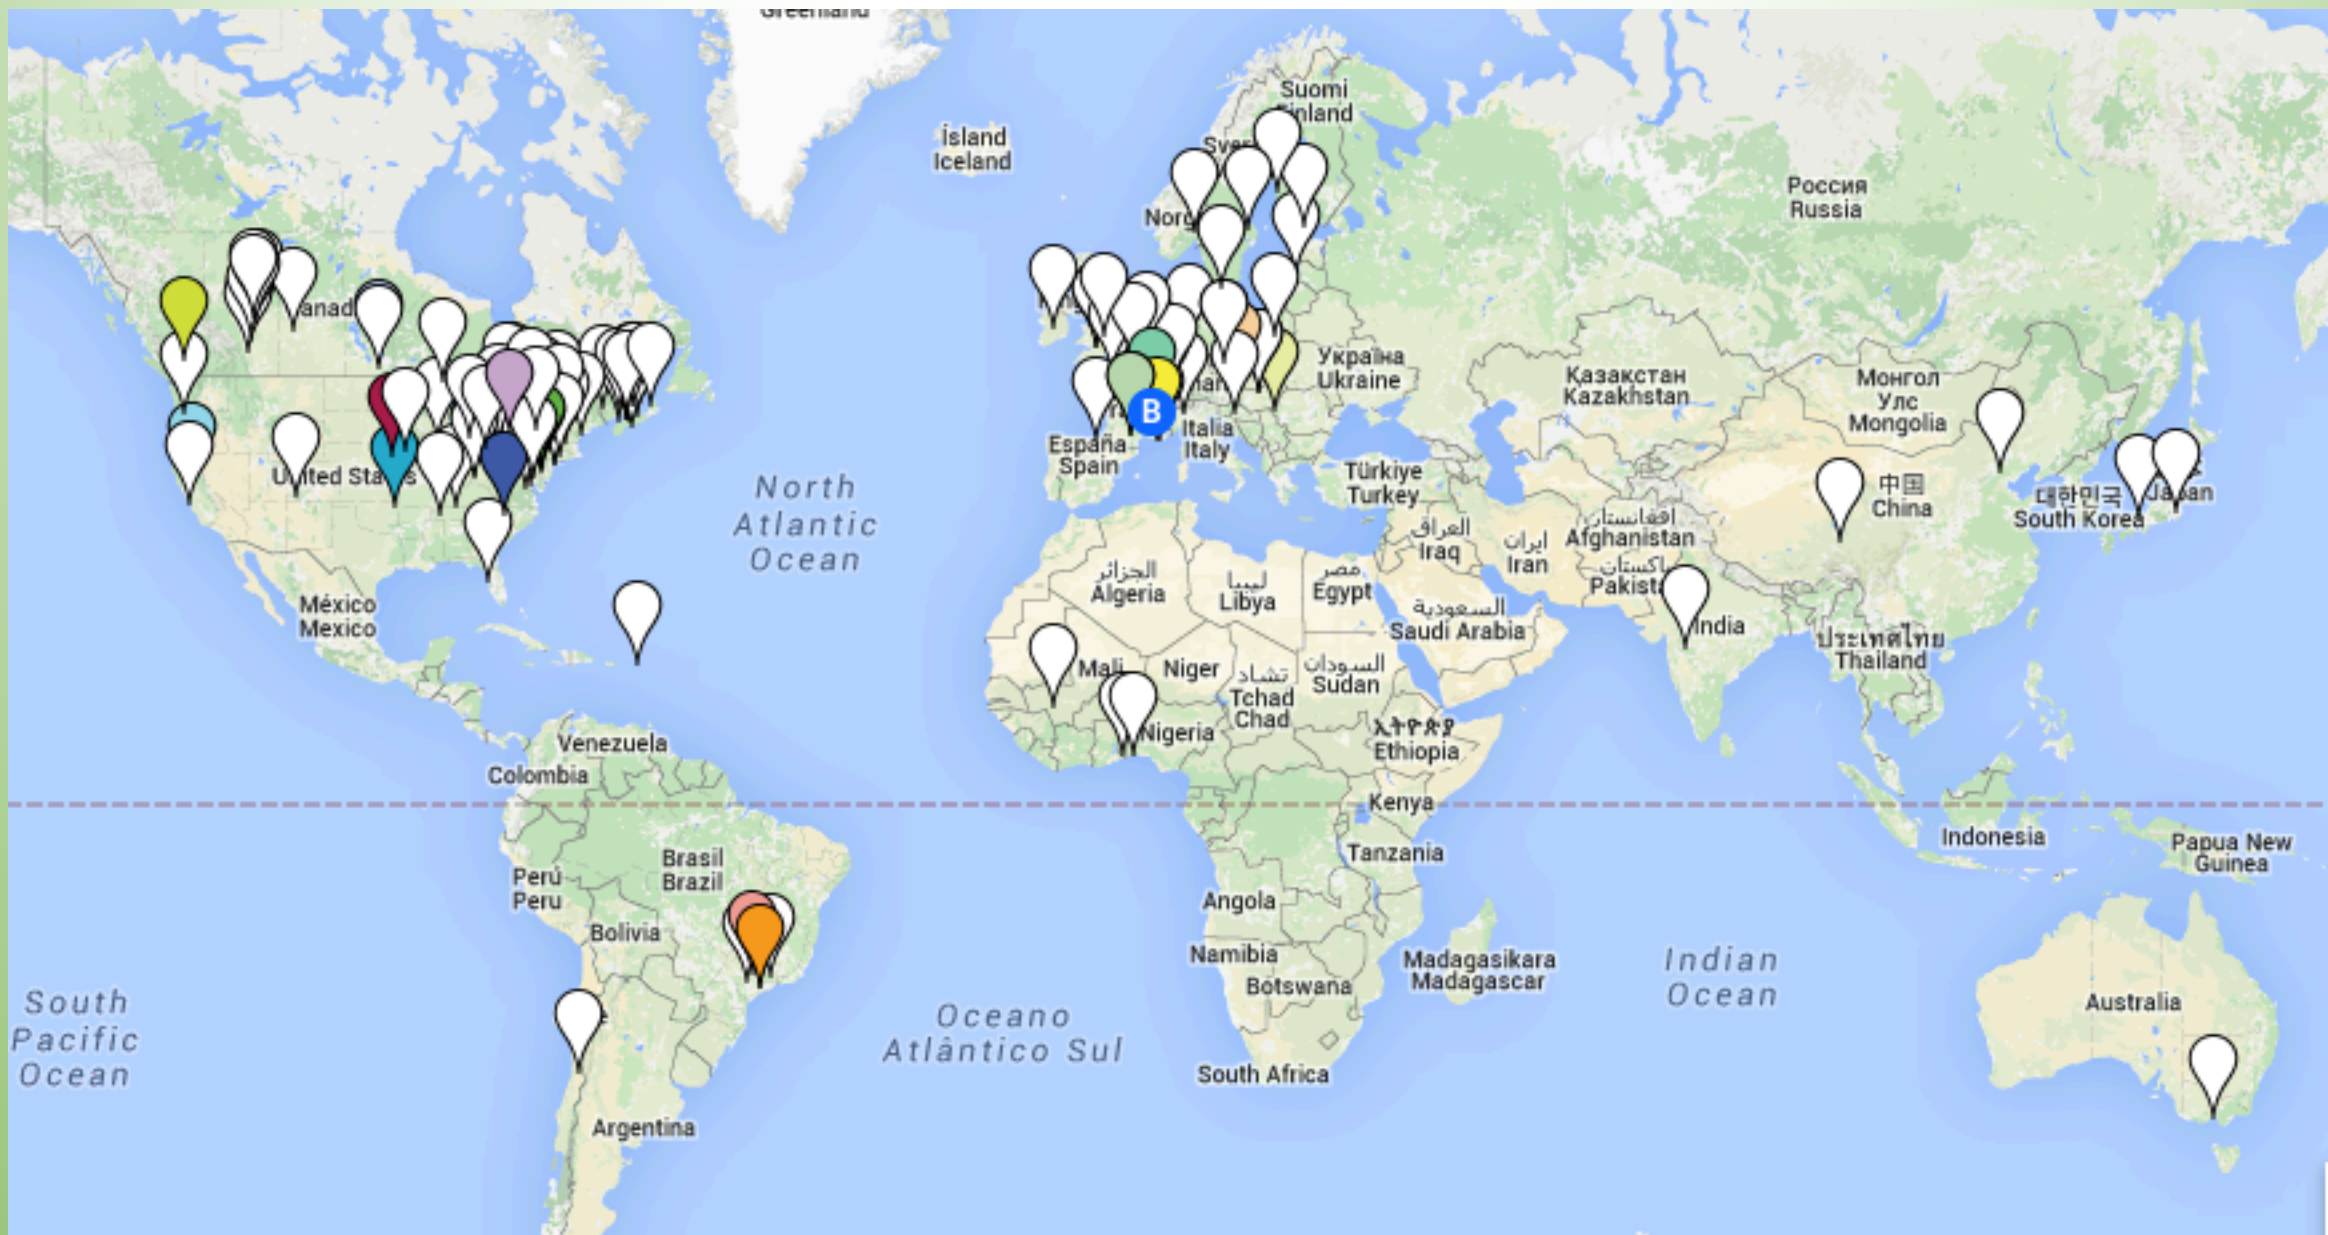 Greenland
Suomi
Finland
Ísland
Iceland
Россия
Russia
Україна
Ukraine
Қазақстан
Kazakhstan
Монгол
Улс
Mongolia
B
Italia
Italy
España
Spain
United States
North
Atlantic
Ocean
Türkiye
Turkey
中国
China
대한민국
South Korea
Japan
العراق
Iraq
ایران
Iran
افغانستان
Afghanistan
پاکستان
Pakista
México
Mexico
الجزائر
Algeria
ليبيا
Libya
مصر
Egypt
السعودية
Saudi Arabia
India
ประเทศไทย
Thailand
Mali
Niger
تشاد
Tchad
Chad
السودان
Sudan
Nigeria
ኢትዮጵያ
Ethiopia
Venezuela
Colombia
Kenya
Brasil
Brazil
Perú
Peru
Bolivia
Tanzania
Indonesia
Papua New
Guinea
Angola
Namibia
Botswana
Madagasikara
Madagascar
Indian
Ocean
Australia
South
Pacific
Ocean
Oceano
Atlântico Sul
South Africa
Argentina